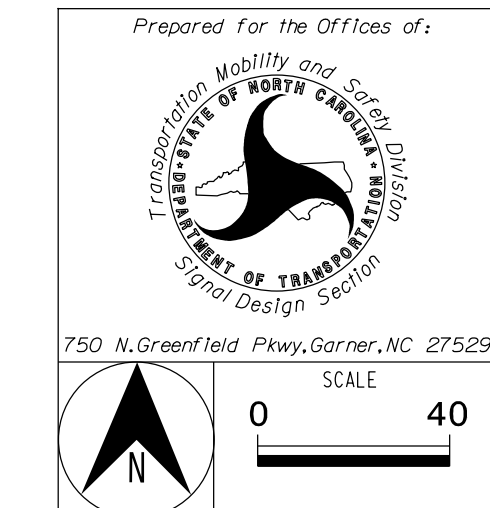 Prepared for the Offices of:
Transportation Mobility and Safety Division
STATE OF NORTH CAROLINA
DEPARTMENT OF TRANSPORTATION
Signal Design Section
750 N.Greenfield Pkwy,Garner,NC 27529
N
SCALE
0 40